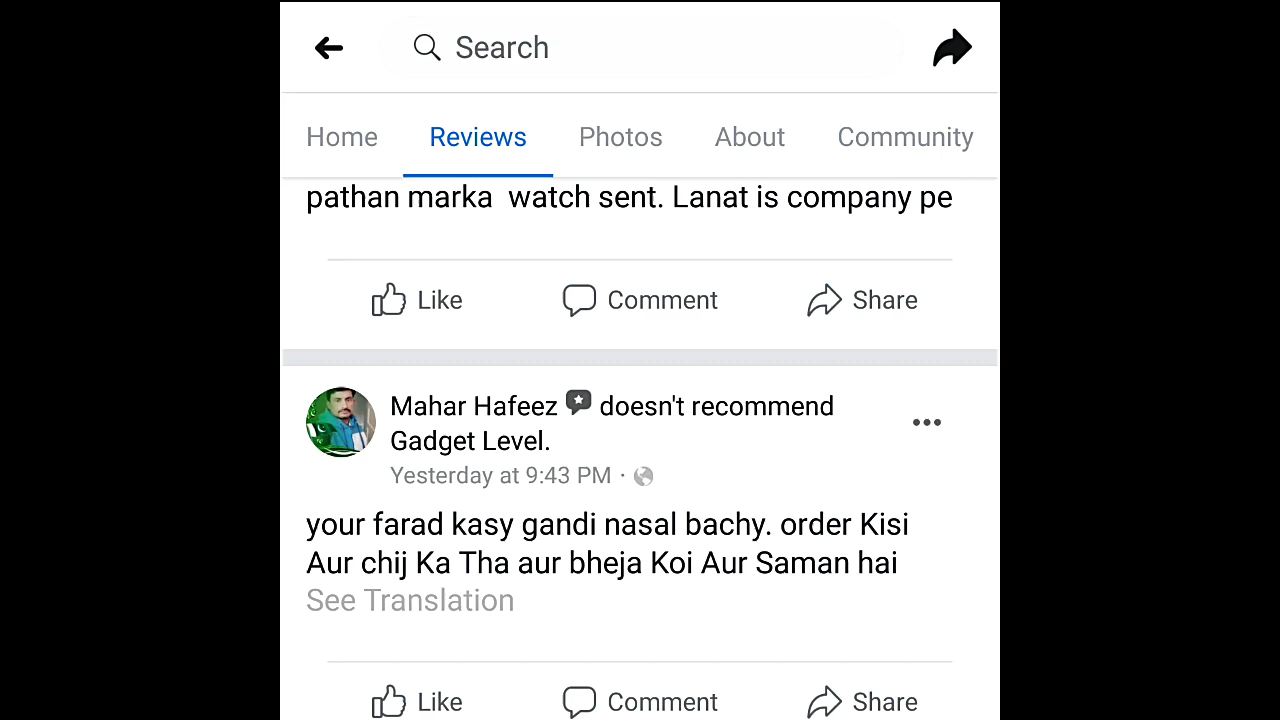 Search
Home Reviews Photos About Community
pathan marka watch sent. Lanat is company pe
Like Comment Share
Mahar Hafeez doesn't recommend
Gadget Level.
Yesterday at 9:43 PM ·
your farad kasy gandi nasal bachy. order Kisi
Aur chij Ka Tha aur bheja Koi Aur Saman hai
See Translation
Like Comment Share